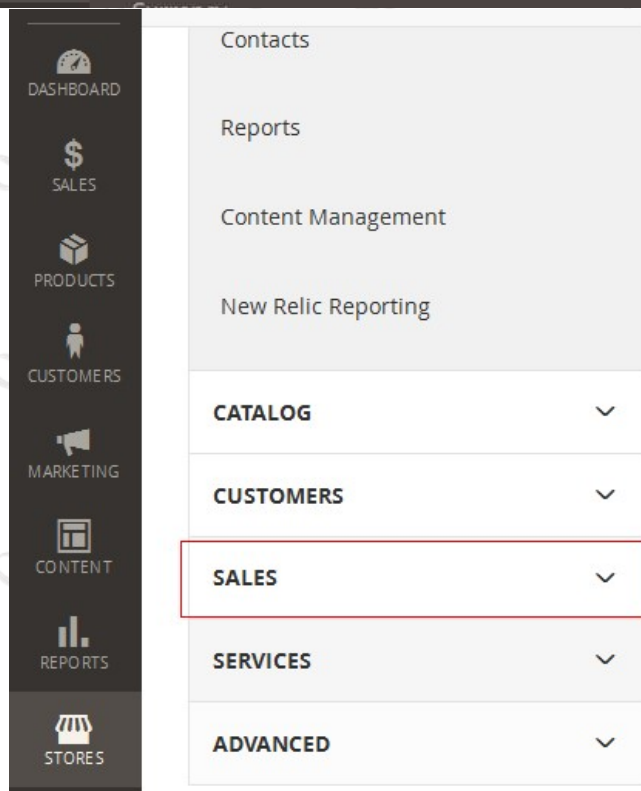 DASHBOARD
SALES
PRODUCTS
CUSTOMERS
MARKETING
CONTENT
REPORTS
STORES
Contacts
Reports
Content Management
New Relic Reporting
CATALOG
CUSTOMERS
SALES
SERVICES
ADVANCED